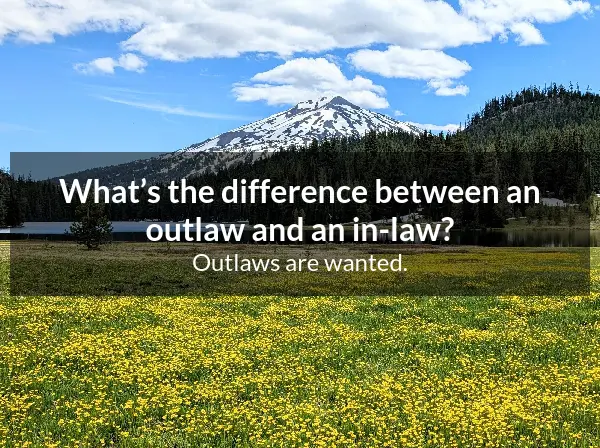 What’s the difference between an
outlaw and an in-law?
Outlaws are wanted.